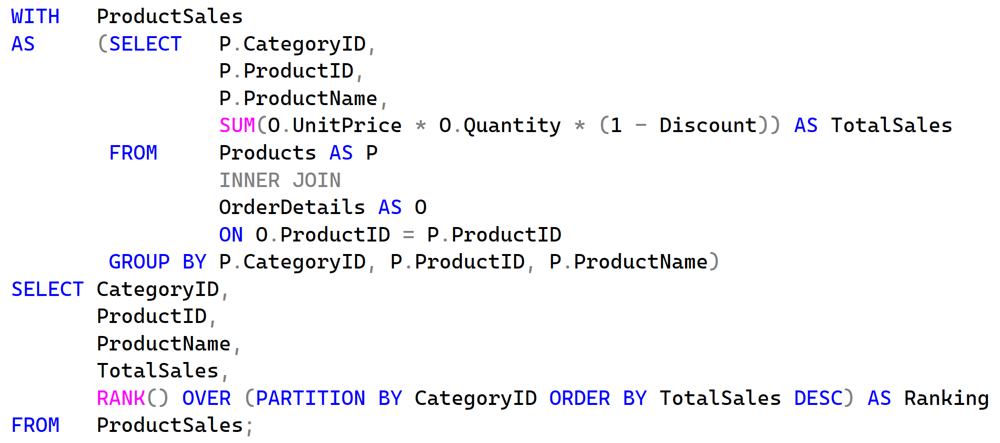 WITH   ProductSales
AS     (SELECT   P.CategoryID,
                 P.ProductID,
                 P.ProductName,
                 SUM(O.UnitPrice * O.Quantity * (1 - Discount)) AS TotalSales
        FROM     Products AS P
                 INNER JOIN
                 OrderDetails AS O
                 ON O.ProductID = P.ProductID
        GROUP BY P.CategoryID, P.ProductID, P.ProductName)
SELECT CategoryID,
       ProductID,
       ProductName,
       TotalSales,
       RANK() OVER (PARTITION BY CategoryID ORDER BY TotalSales DESC) AS Ranking
FROM   ProductSales;